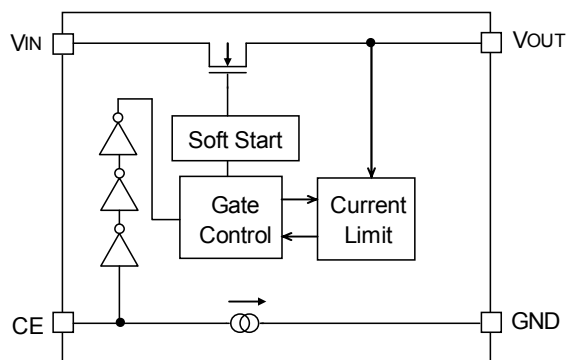 VIN
VOUT
Soft Start
Gate
Control
Current
Limit
CE
GND